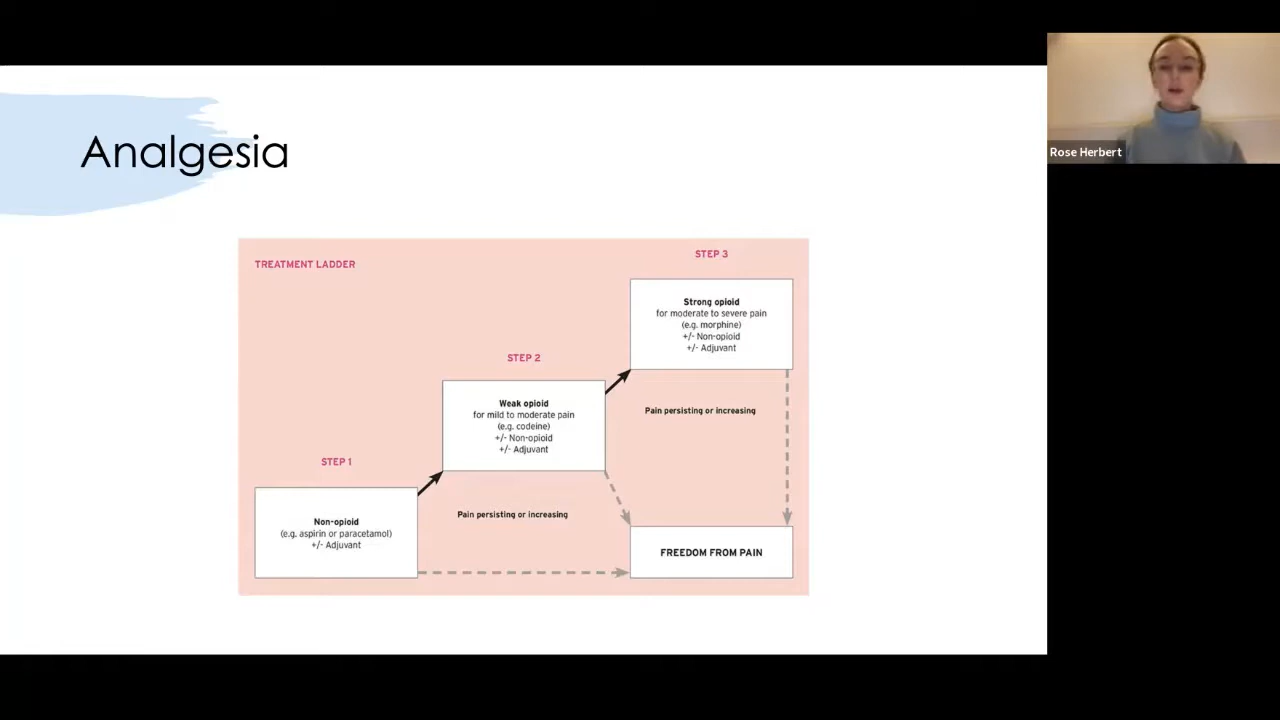 Analgesia
TREATMENT LADDER
STEP 1
Non-opioid
(e.g. aspirin or paracetamol)
+/- Adjuvant
Pain persisting or increasing
STEP 2
Weak opioid
for mild to moderate pain
(e.g. codeine)
+/- Non-opioid
+/- Adjuvant
Pain persisting or increasing
STEP 3
Strong opioid
for moderate to severe pain
(e.g. morphine)
+/- Non-opioid
+/- Adjuvant
FREEDOM FROM PAIN
Rose Herbert